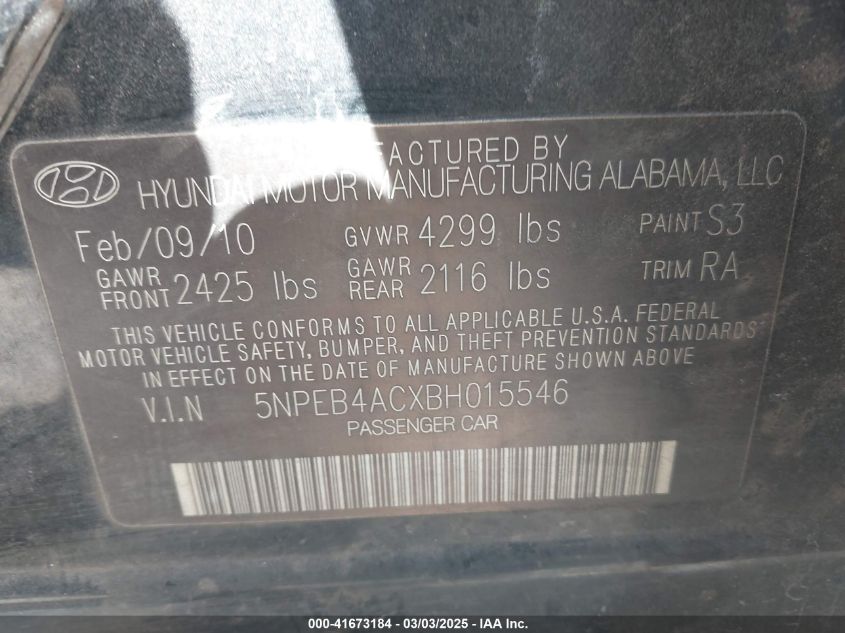 FACTURED BY
HYUNDAI MOTOR MANUFACTURING ALABAMA, LLC
Feb/09/10 GVWR 4299 lbs PAINT S3
GAWR FRONT 2425 lbs GAWR REAR 2116 lbs TRIM RA
THIS VEHICLE CONFORMS TO ALL APPLICABLE U.S.A. FEDERAL
MOTOR VEHICLE SAFETY, BUMPER, AND THEFT PREVENTION STANDARDS
IN EFFECT ON THE DATE OF MANUFACTURE SHOWN ABOVE.
V.I.N 5NPEB4ACXBH015546
PASSENGER CAR
000-41673184 - 03/03/2025 - IAA Inc.